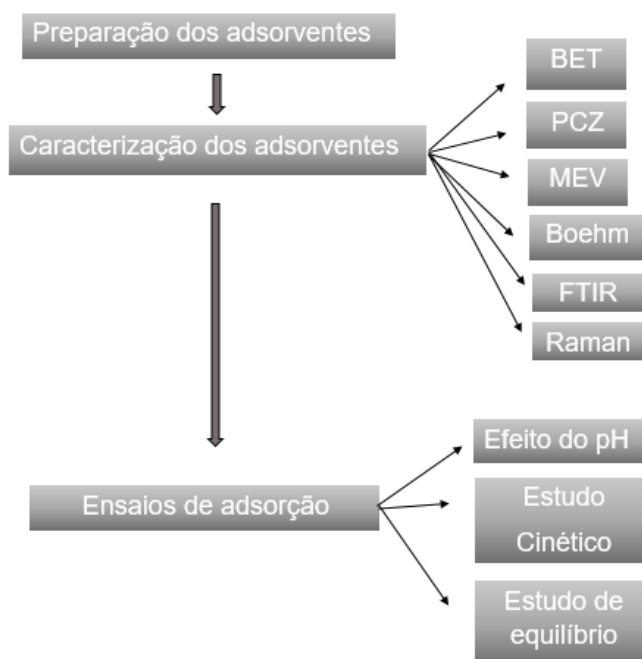 Preparação dos adsorventes
BET
PCZ
Caracterização dos adsorventes
MEV
Boehm
FTIR
Raman
Efeito do pH
Ensaios de adsorção
Estudo
Cinético
Estudo de
equilíbrio